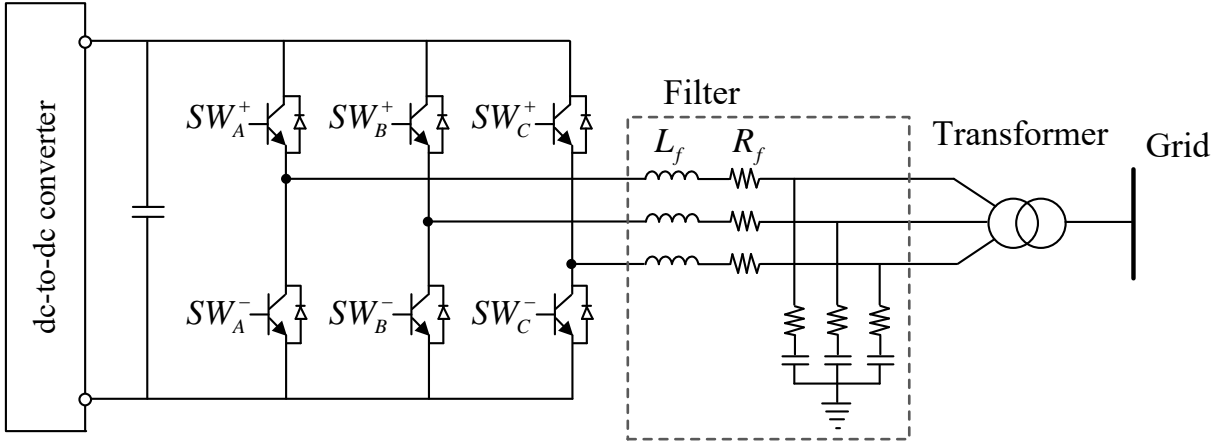 dc-to-dc converter
SW_A^+
SW_B^+
SW_C^+
Filter
L_f
R_f
Transformer
Grid
SW_A^-
SW_B^-
SW_C^-